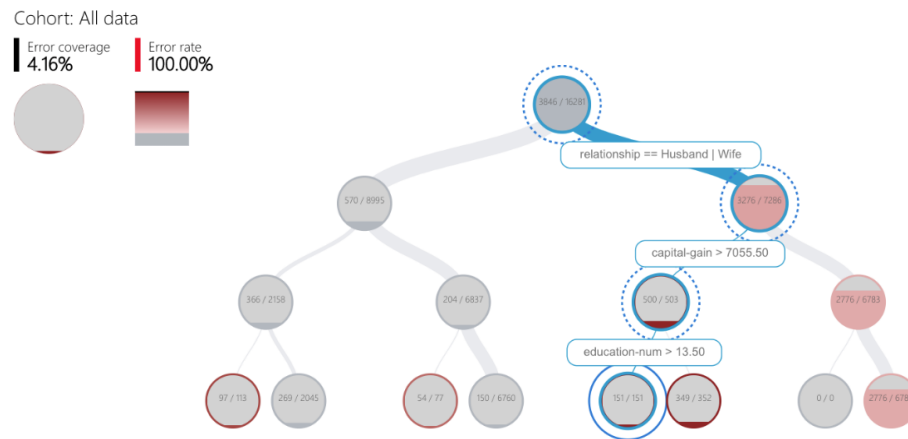 Cohort: All data
Error coverage
4.16%
Error rate
100.00%
3846 / 16281
relationship == Husband | Wife
570 / 8995
3276 / 7286
capital-gain > 7055.50
366 / 2158
204 / 6837
500 / 503
2776 / 6783
education-num > 13.50
97 / 113
269 / 2045
54 / 77
150 / 6760
151 / 151
349 / 352
0 / 0
2776 / 678